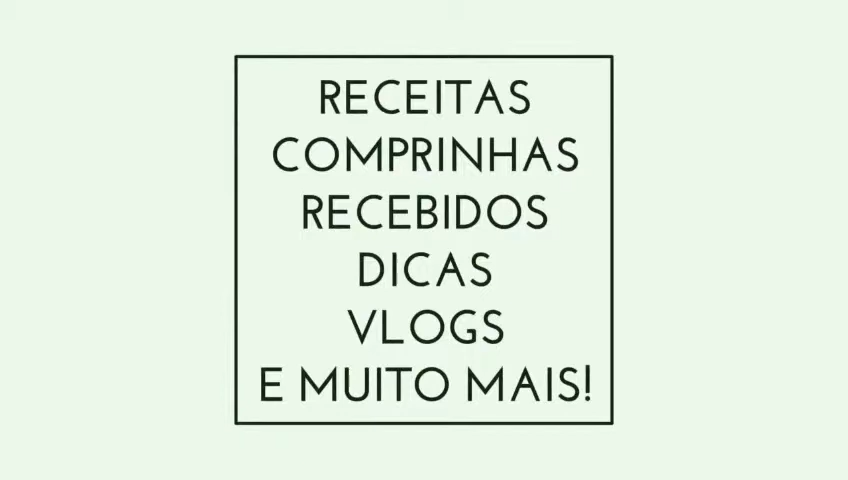 RECEITAS
COMPRINHAS
RECEBIDOS
DICAS
VLOGS
E MUITO MAIS!